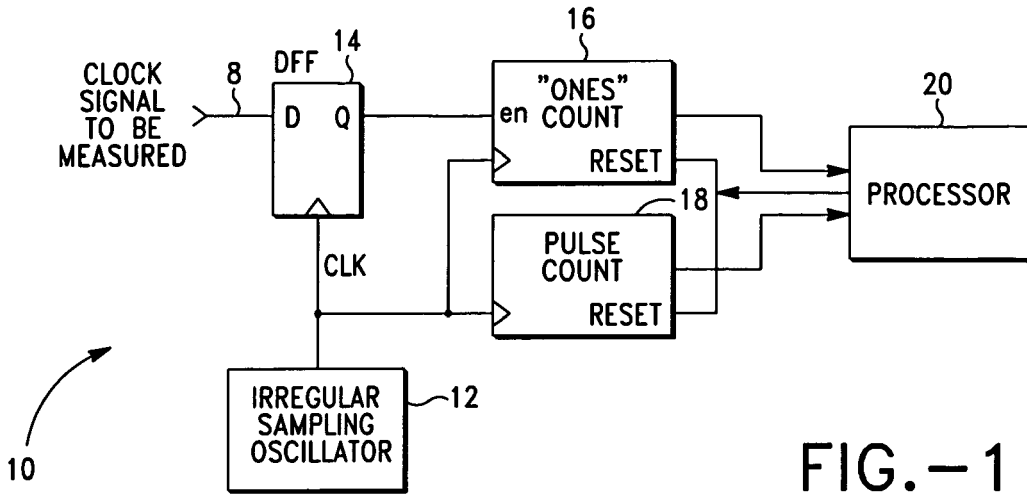 CLOCK
SIGNAL
TO BE
MEASURED
8
DFF
14
D Q
CLK
16
"ONES"
en COUNT
RESET
18
PULSE
COUNT
RESET
20
PROCESSOR
IRREGULAR
SAMPLING
OSCILLATOR
12
10
FIG.-1